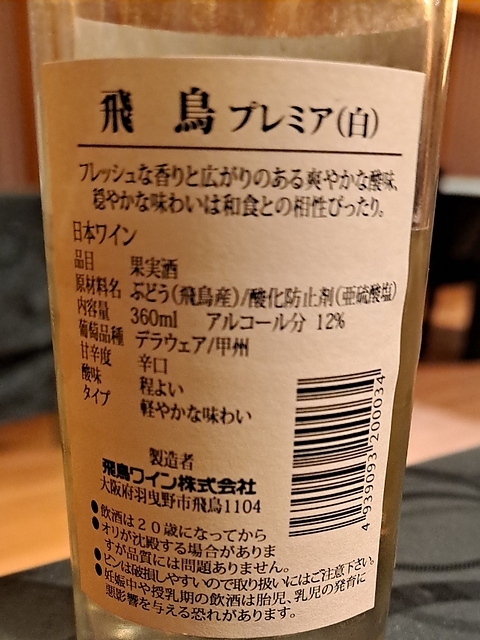 飛鳥 プレミア(白)
フレッシュな香りと広がりのある爽やかな酸味、
穏やかな味わいは和食との相性ぴったり。
日本ワイン
品目 果実酒
原材料名 ぶどう(飛鳥産)/酸化防止剤(亜硫酸塩)
内容量 360ml アルコール分 12%
葡萄品種 デラウェア/甲州
甘辛度 辛口
酸味 程よい
タイプ 軽やかな味わい
製造者
飛鳥ワイン株式会社
大阪府羽曳野市飛鳥1104
4 939093 200034
●飲酒は20歳になってから
●オリが沈殿する場合がありま
すが品質には問題ありません。
●ビンは破損しやすいので取り扱いにはご注意下さい。
●妊娠中や授乳期の飲酒は胎児、乳児の発育に
悪影響を与える恐れがあります。